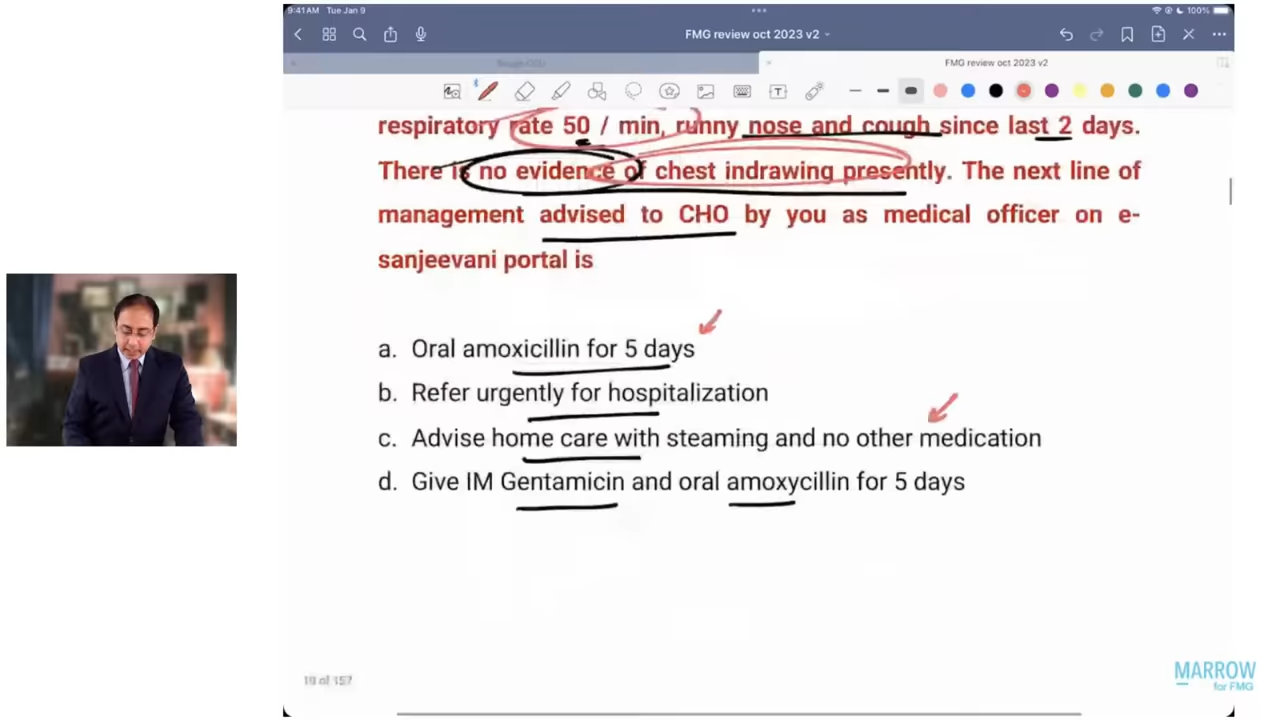 9:41 AM Tue Jan 9
100%
FMG review oct 2023 v2
FMG review oct 2023 v2
T
respiratory rate 50 / min, runny nose and cough since last 2 days.
There is no evidence of chest indrawing presently. The next line of
management advised to CHO by you as medical officer on e-
sanjeevani portal is
a. Oral amoxicillin for 5 days
b. Refer urgently for hospitalization
c. Advise home care with steaming and no other medication
d. Give IM Gentamicin and oral amoxycillin for 5 days
19 of 157
MARROW
for FMG